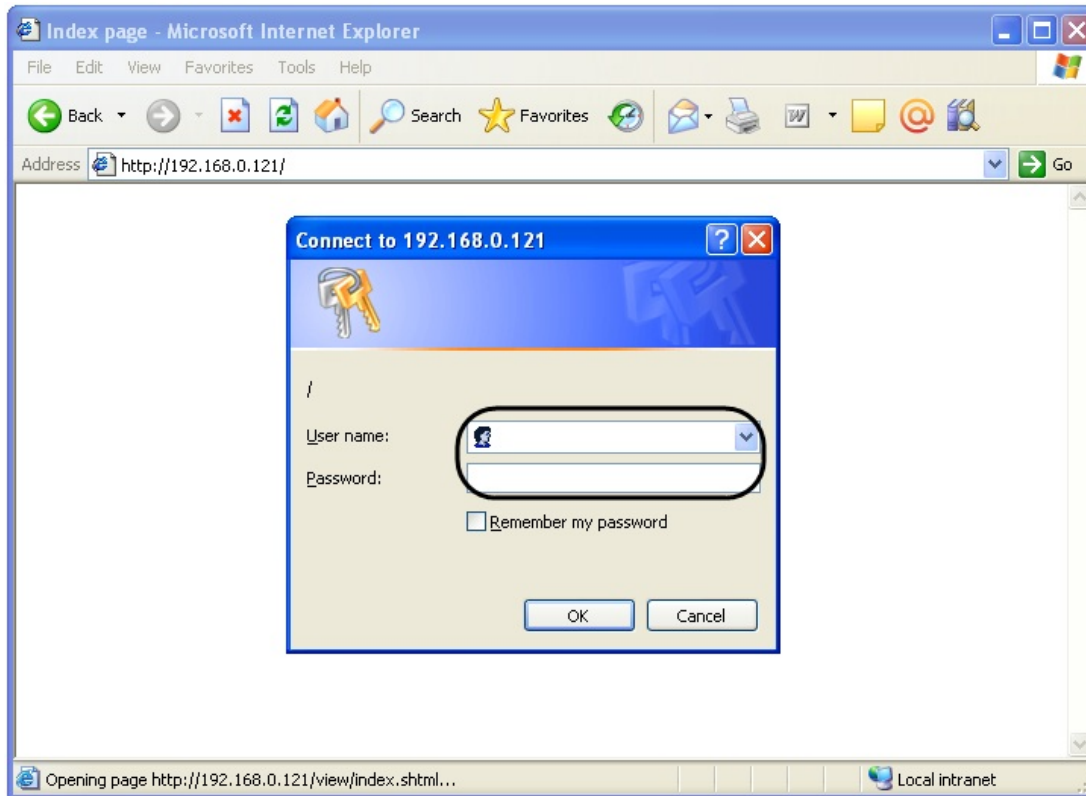 Index page - Microsoft Internet Explorer
File Edit View Favorites Tools Help
Back Search Favorites
Address http://192.168.0.121/ Go
Connect to 192.168.0.121
/
User name:
Password:
Remember my password
OK Cancel
Opening page http://192.168.0.121/view/index.shtml... Local intranet